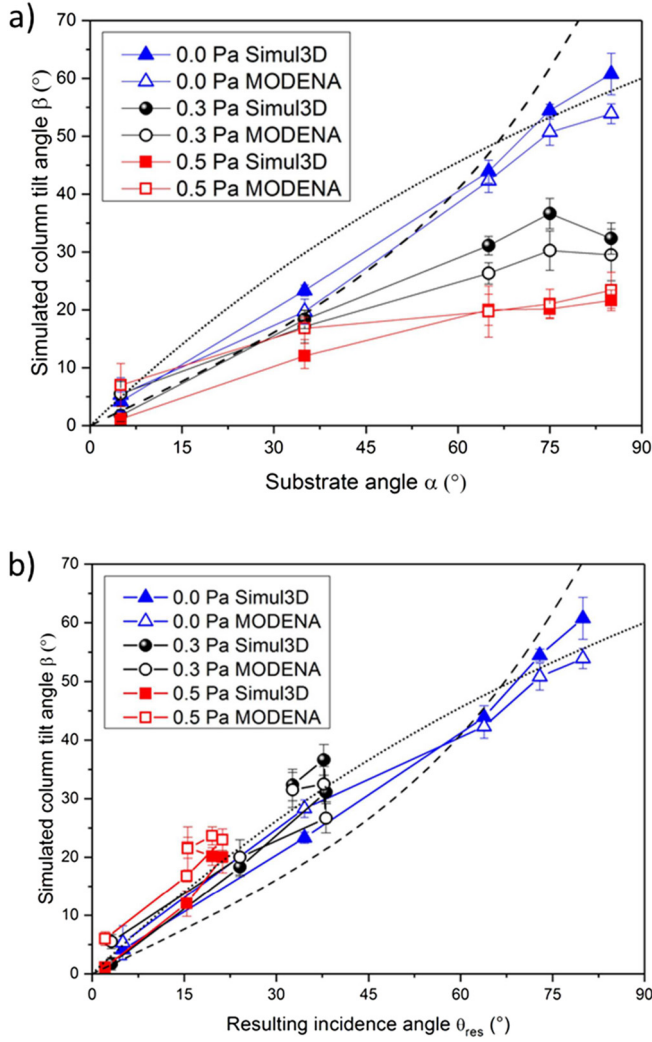 a)
70
60
50
40
30
20
10
0
0 15 30 45 60 75 90
Simulated column tilt angle β (°)
Substrate angle α (°)
0.0 Pa Simul3D
0.0 Pa MODENA
0.3 Pa Simul3D
0.3 Pa MODENA
0.5 Pa Simul3D
0.5 Pa MODENA
b)
70
60
50
40
30
20
10
0
0 15 30 45 60 75 90
Simulated column tilt angle β (°)
Resulting incidence angle θres (°)
0.0 Pa Simul3D
0.0 Pa MODENA
0.3 Pa Simul3D
0.3 Pa MODENA
0.5 Pa Simul3D
0.5 Pa MODENA